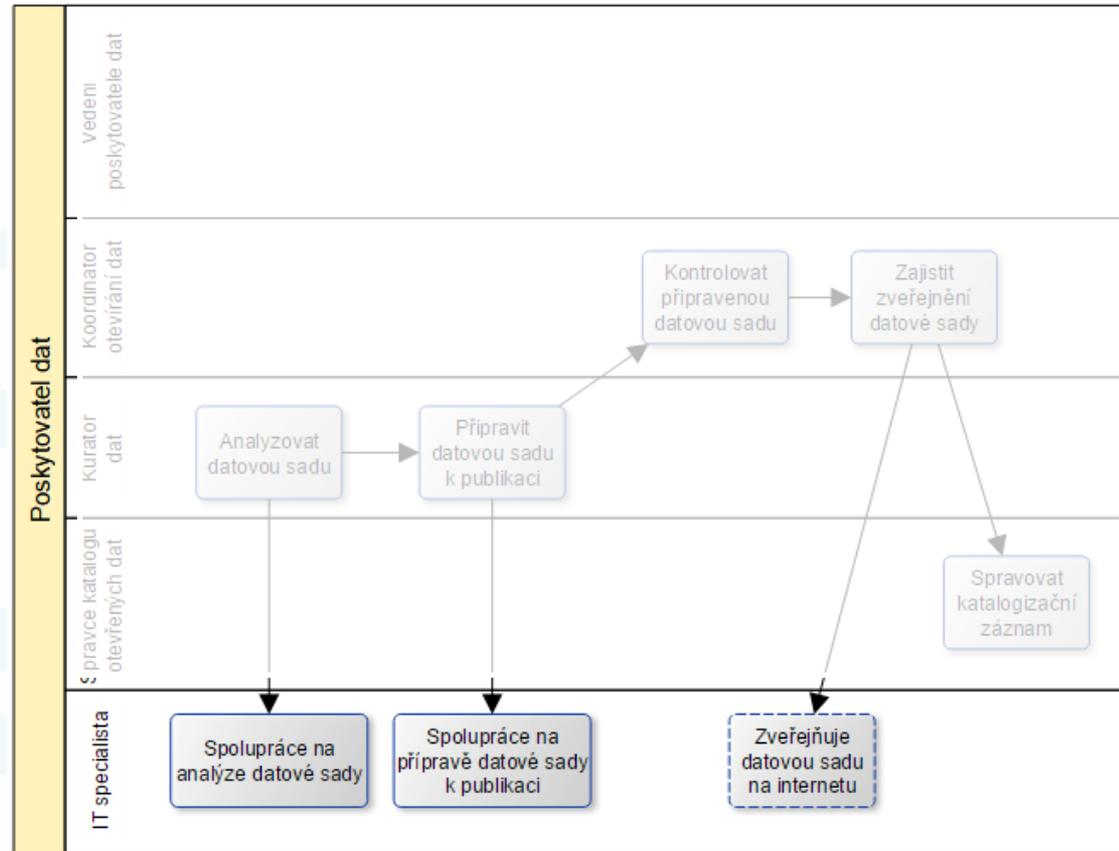 Poskytovatel dat
Vedení
poskytovatele dat
Koordinátor
otevírání dat
Kontrolovat
připravenou
datovou sadu
Zajistit
zveřejnění
datové sady
Kurátor
dat
Analyzovat
datovou sadu
Připravit
datovou sadu
k publikaci
Správce katalogu
otevřených dat
Spravovat
katalogizační
záznam
IT specialista
Spolupráce na
analýze datové sady
Spolupráce na
přípravě datové sady
k publikaci
Zveřejňuje
datovou sadu
na internetu